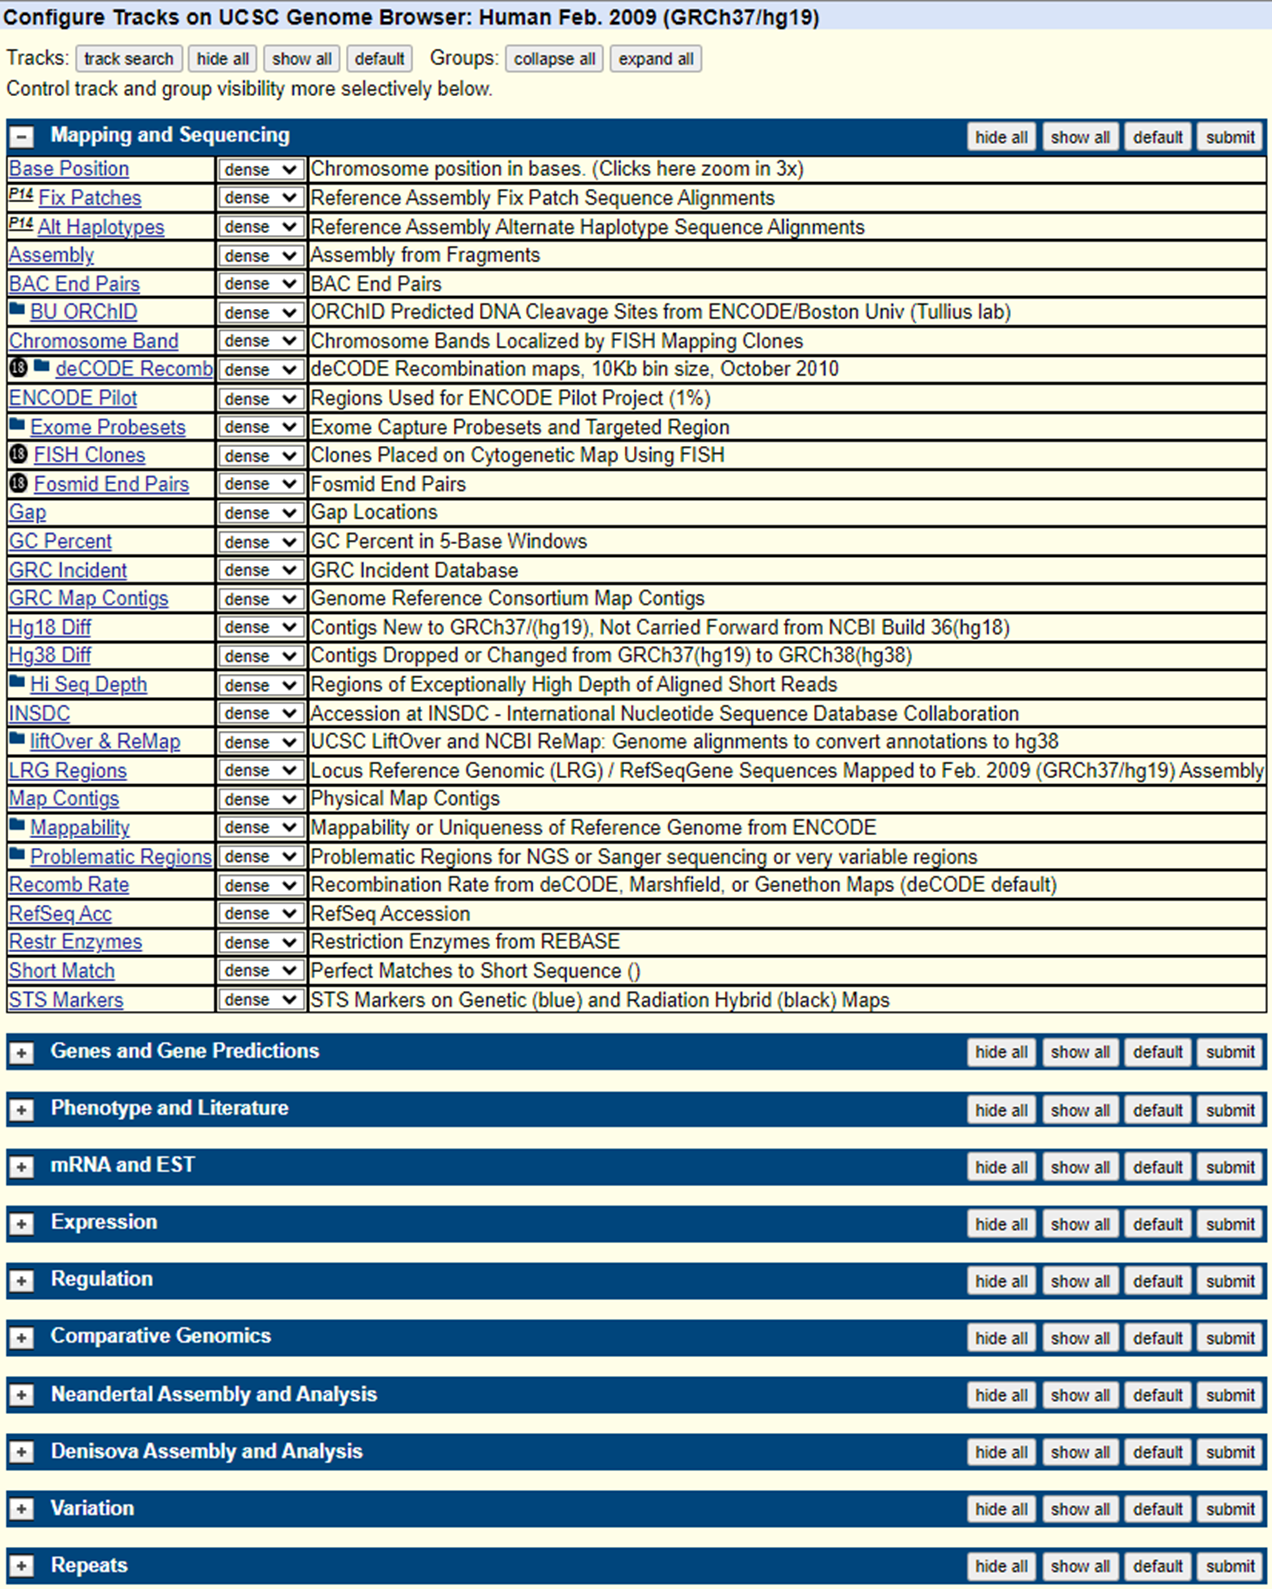 Configure Tracks on UCSC Genome Browser: Human Feb. 2009 (GRCh37/hg19)
Tracks: track search hide all show all default Groups: collapse all expand all
Control track and group visibility more selectively below.
- Mapping and Sequencing hide all show all default submit
Base Position dense Chromosome position in bases. (Clicks here zoom in 3x)
P14 Fix Patches dense Reference Assembly Fix Patch Sequence Alignments
P14 Alt Haplotypes dense Reference Assembly Alternate Haplotype Sequence Alignments
Assembly dense Assembly from Fragments
BAC End Pairs dense BAC End Pairs
BU ORChID dense ORChID Predicted DNA Cleavage Sites from ENCODE/Boston Univ (Tullius lab)
Chromosome Band dense Chromosome Bands Localized by FISH Mapping Clones
18 deCODE Recomb dense deCODE Recombination maps, 10Kb bin size, October 2010
ENCODE Pilot dense Regions Used for ENCODE Pilot Project (1%)
Exome Probesets dense Exome Capture Probesets and Targeted Region
18 FISH Clones dense Clones Placed on Cytogenetic Map Using FISH
18 Fosmid End Pairs dense Fosmid End Pairs
Gap dense Gap Locations
GC Percent dense GC Percent in 5-Base Windows
GRC Incident dense GRC Incident Database
GRC Map Contigs dense Genome Reference Consortium Map Contigs
Hg18 Diff dense Contigs New to GRCh37/(hg19), Not Carried Forward from NCBI Build 36(hg18)
Hg38 Diff dense Contigs Dropped or Changed from GRCh37(hg19) to GRCh38(hg38)
Hi Seq Depth dense Regions of Exceptionally High Depth of Aligned Short Reads
INSDC dense Accession at INSDC - International Nucleotide Sequence Database Collaboration
liftOver & ReMap dense UCSC LiftOver and NCBI ReMap: Genome alignments to convert annotations to hg38
LRG Regions dense Locus Reference Genomic (LRG) / RefSeqGene Sequences Mapped to Feb. 2009 (GRCh37/hg19) Assembly
Map Contigs dense Physical Map Contigs
Mappability dense Mappability or Uniqueness of Reference Genome from ENCODE
Problematic Regions dense Problematic Regions for NGS or Sanger sequencing or very variable regions
Recomb Rate dense Recombination Rate from deCODE, Marshfield, or Genethon Maps (deCODE default)
RefSeq Acc dense RefSeq Accession
Restr Enzymes dense Restriction Enzymes from REBASE
Short Match dense Perfect Matches to Short Sequence ()
STS Markers dense STS Markers on Genetic (blue) and Radiation Hybrid (black) Maps
+ Genes and Gene Predictions hide all show all default submit
+ Phenotype and Literature hide all show all default submit
+ mRNA and EST hide all show all default submit
+ Expression hide all show all default submit
+ Regulation hide all show all default submit
+ Comparative Genomics hide all show all default submit
+ Neandertal Assembly and Analysis hide all show all default submit
+ Denisova Assembly and Analysis hide all show all default submit
+ Variation hide all show all default submit
+ Repeats hide all show all default submit